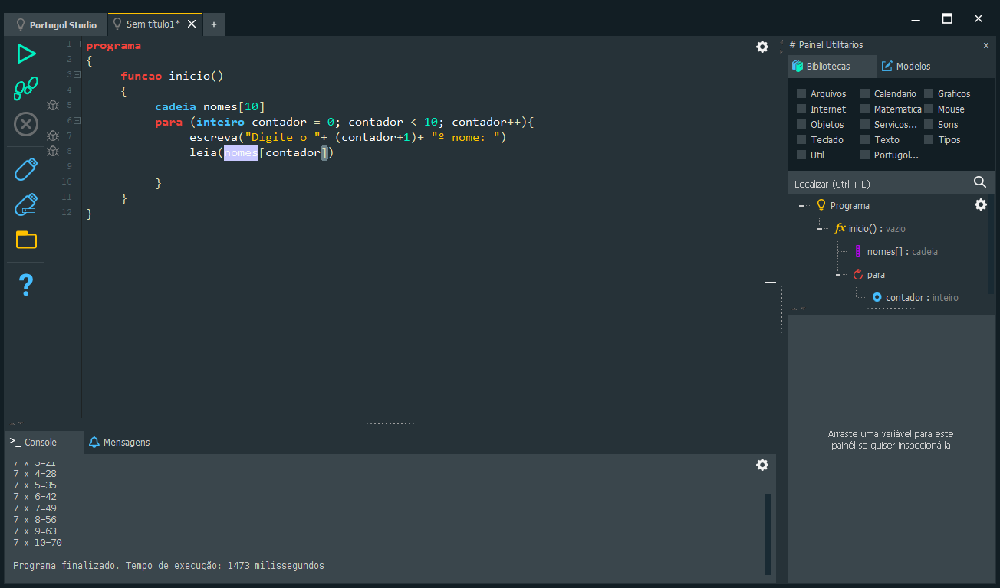 Portugol Studio
Sem título1*
+
1 programa
2 {
3 funcao inicio()
4 {
5 cadeia nomes[10]
6 para (inteiro contador = 0; contador < 10; contador++){
7 escreva("Digite o "+ (contador+1)+ "º nome: ")
8 leia(nomes[contador])
9
10 }
11 }
12 }
# Painel Utilitários x
Bibliotecas Modelos
Arquivos Calendario Graficos
Internet Matematica Mouse
Objetos Servicos... Sons
Teclado Texto Tipos
Util Portugol...
Localizar (Ctrl + L)
Programa
fx inicio() : vazio
nomes[] : cadeia
para
contador : inteiro
Arraste uma variável para este
painél se quiser inspecioná-la
?
>_ Console Mensagens
7 x 3=21
7 x 4=28
7 x 5=35
7 x 6=42
7 x 7=49
7 x 8=56
7 x 9=63
7 x 10=70
Programa finalizado. Tempo de execução: 1473 milissegundos